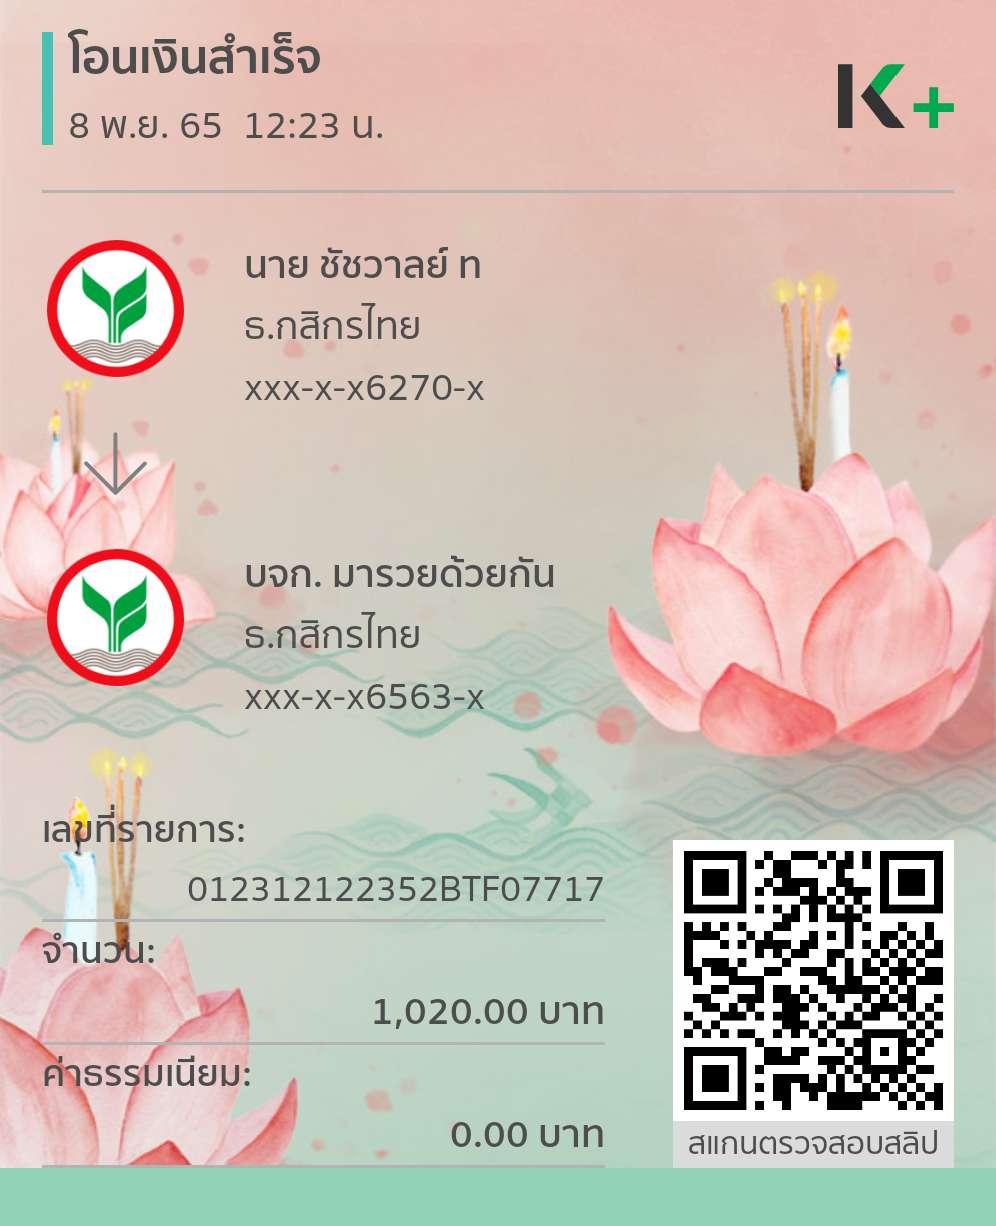 โอนเงินสำเร็จ
8 พ.ย. 65  12:23 น.
K+
นาย ชัชวาลย์ ท
ธ.กสิกรไทย
xxx-x-x6270-x
บจก. มารวยด้วยกัน
ธ.กสิกรไทย
xxx-x-x6563-x
เลขที่รายการ:
012312122352BTF07717
จำนวน:
1,020.00 บาท
ค่าธรรมเนียม:
0.00 บาท
สแกนตรวจสอบสลิป